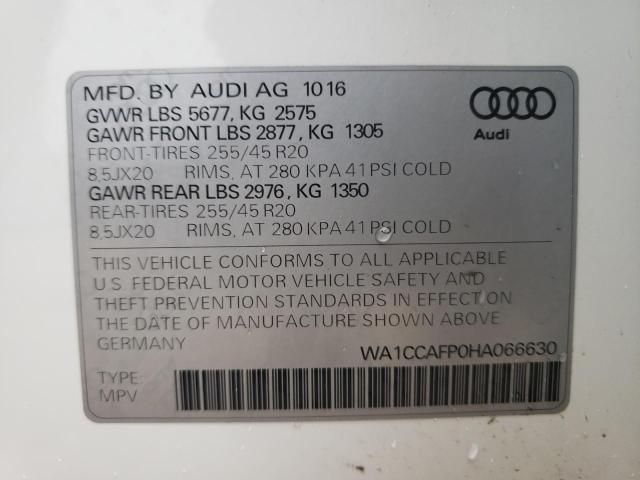 MFD. BY AUDI AG 1016
GVWR LBS 5677, KG 2575
GAWR FRONT LBS 2877, KG 1305
FRONT-TIRES 255/45 R20
8,5JX20 RIMS, AT 280 KPA 41 PSI COLD
GAWR REAR LBS 2976, KG 1350
REAR-TIRES 255/45 R20
8,5JX20 RIMS, AT 280 KPA 41 PSI COLD
Audi
THIS VEHICLE CONFORMS TO ALL APPLICABLE
U.S. FEDERAL MOTOR VEHICLE SAFETY AND
THEFT PREVENTION STANDARDS IN EFFECT ON
THE DATE OF MANUFACTURE SHOWN ABOVE
GERMANY WA1CCAFP0HA066630
TYPE:
MPV